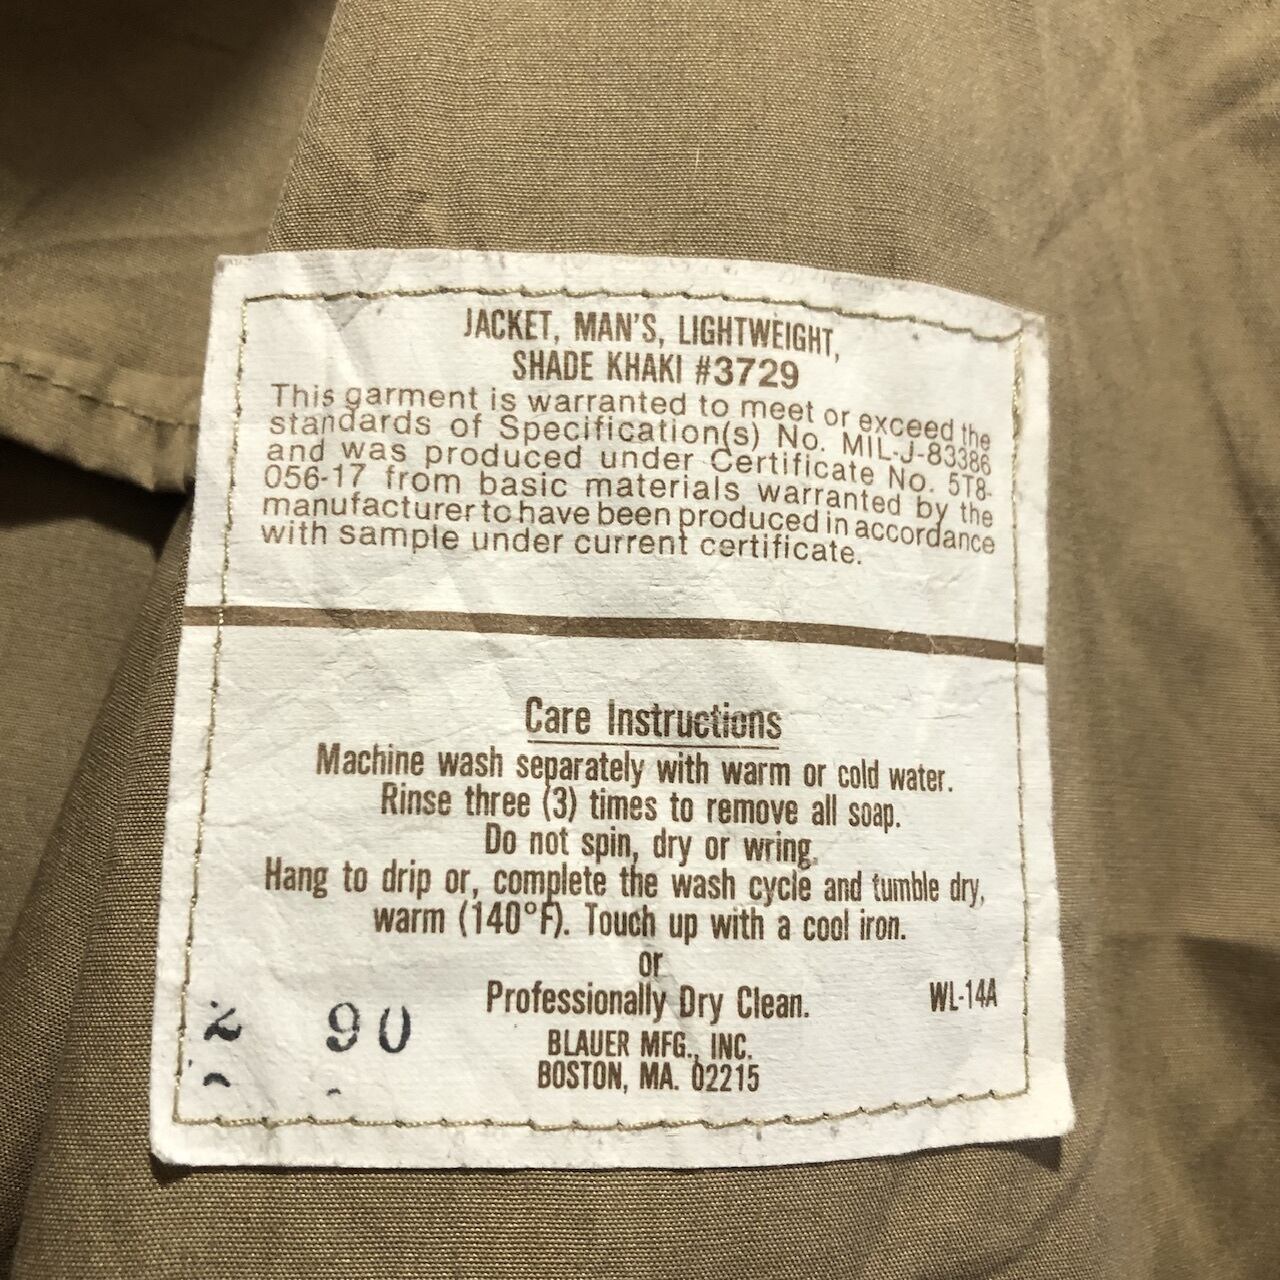 JACKET, MAN'S, LIGHTWEIGHT,
SHADE KHAKI #3729
This garment is warranted to meet or exceed the
standards of Specification(s) No. MIL-J-83386
and was produced under Certificate No. 5T8-
056-17 from basic materials warranted by the
manufacturer to have been produced in accordance
with sample under current certificate.
Care Instructions
Machine wash separately with warm or cold water.
Rinse three (3) times to remove all soap.
Do not spin, dry or wring.
Hang to drip or, complete the wash cycle and tumble dry,
warm (140°F). Touch up with a cool iron.
or
Professionally Dry Clean.
WL-14A
2 90
BLAUER MFG., INC.
BOSTON, MA. 02215